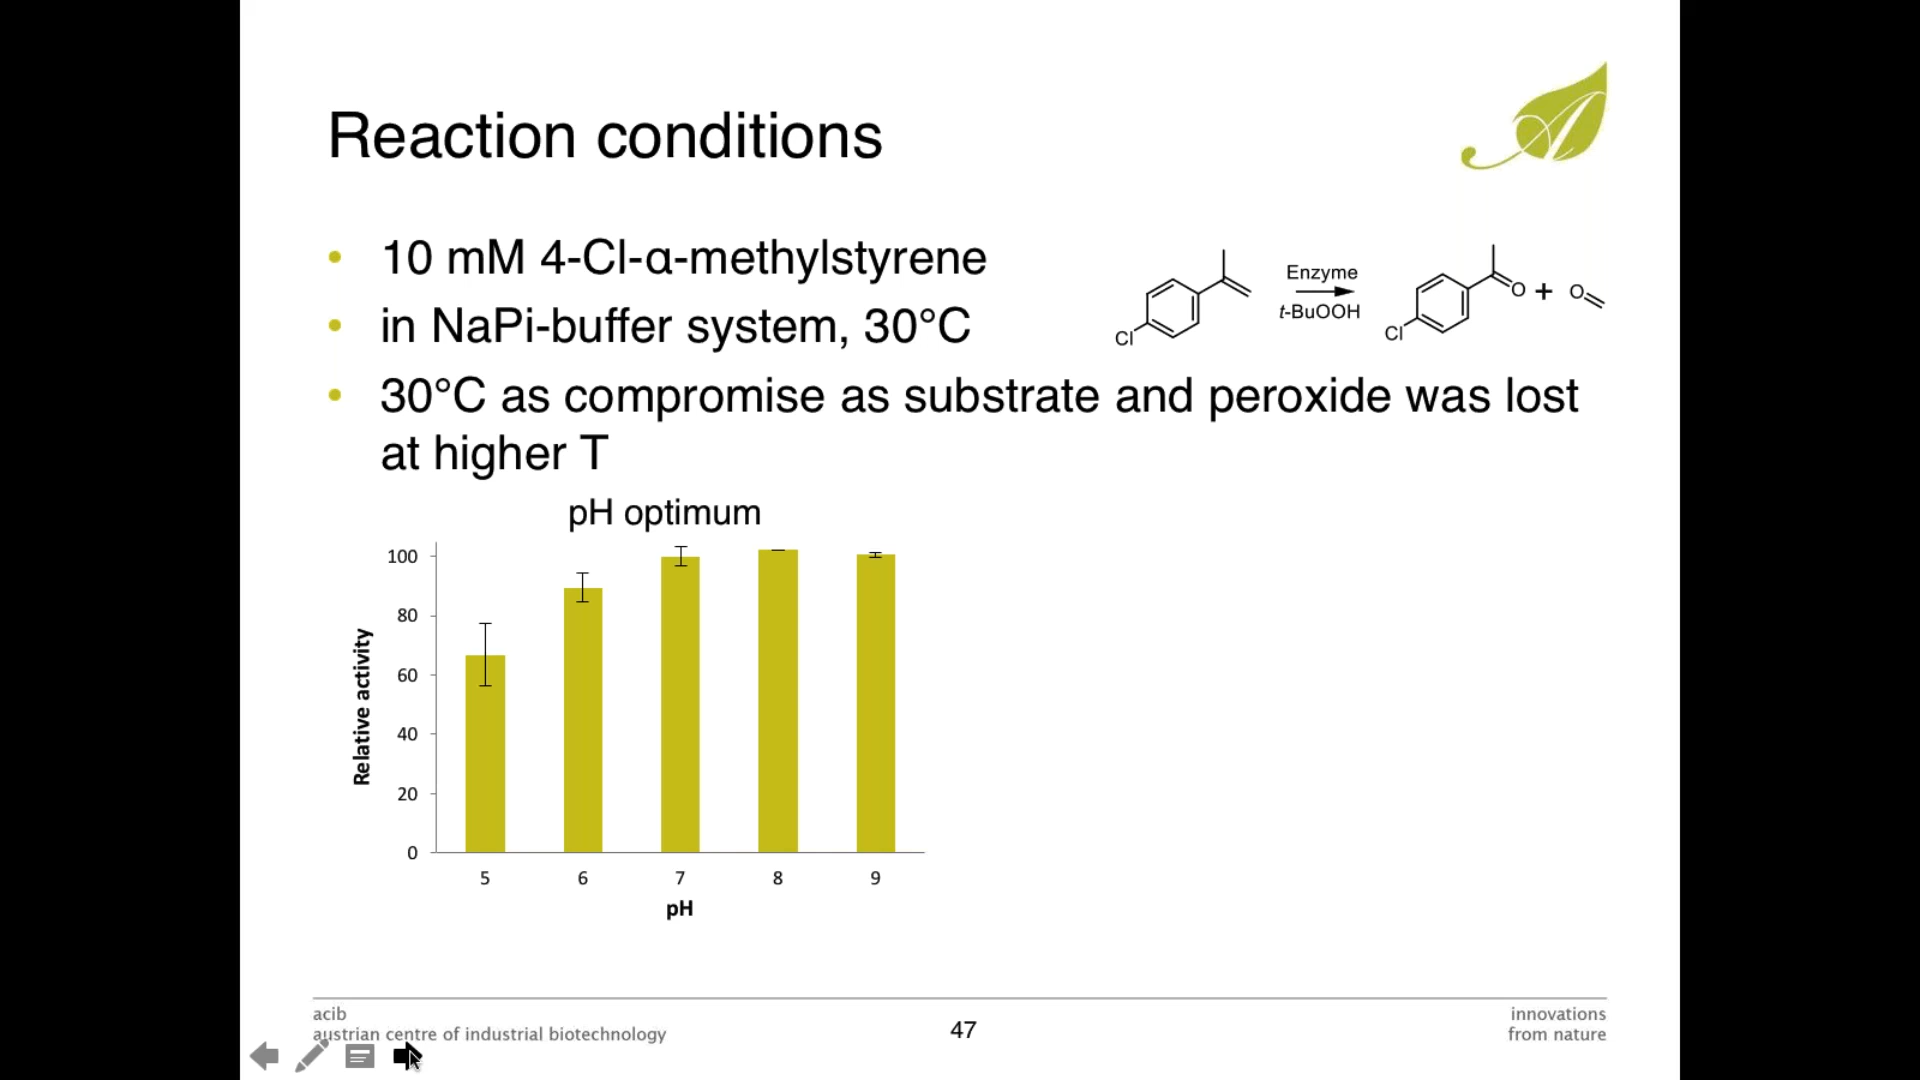 Reaction conditions
• 10 mM 4-Cl-α-methylstyrene
• in NaPi-buffer system, 30°C
• 30°C as compromise as substrate and peroxide was lost
at higher T
Enzyme
t-BuOOH
Cl
Cl
O
+
O
pH optimum
Relative activity
100
80
60
40
20
0
5 6 7 8 9
pH
acib
austrian centre of industrial biotechnology
47
innovations
from nature